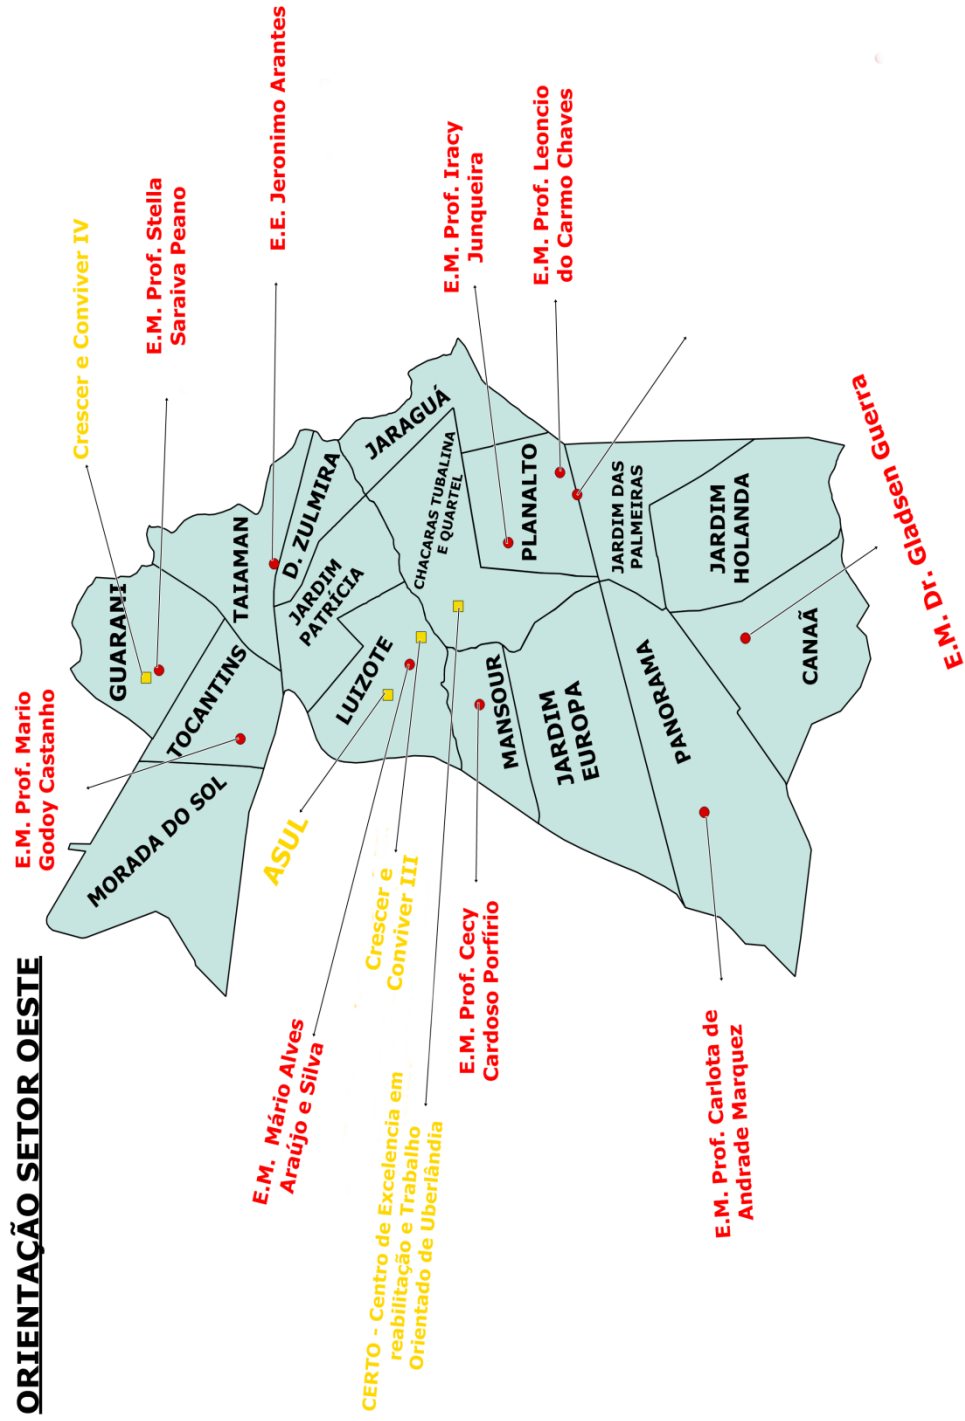 ORIENTAÇÃO SETOR OESTE
E.M. Prof. Mario
Godoy Castanho
Crescer e Conviver IV
E.M. Prof. Stella
Saraiva Peano
E.E. Jeronimo Arantes
E.M. Prof. Iracy
Junqueira
E.M. Prof. Leoncio
do Carmo Chaves
E.M. Dr. Gladsen Guerra
GUARANI
TOCANTINS
MORADA DO SOL
TAIAMAN
D. ZULMIRA
JARDIM
PATRÍCIA
JARAGUÁ
LUIZOTE
CHACARAS TUBALINA
E QUARTEL
PLANALTO
MANSOUR
JARDIM
EUROPA
JARDIM DAS
PALMEIRAS
JARDIM
HOLANDA
PANORAMA
CANAÃ
ASUL
Crescer e
Conviver III
E.M. Mário Alves
Araújo e Silva
CERTO - Centro de Excelencia em
reabilitação e Trabalho
Orientado de Uberlândia
E.M. Prof. Cecy
Cardoso Porfírio
E.M. Prof. Carlota de
Andrade Marquez